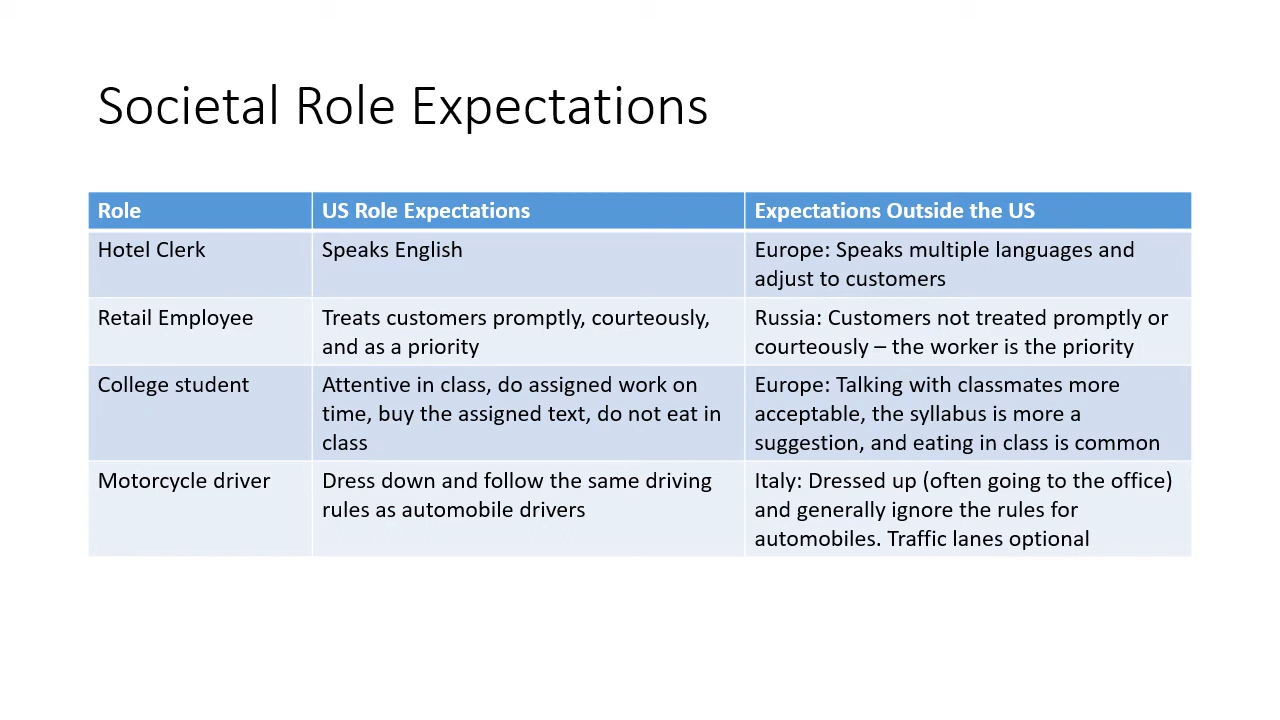 Societal Role Expectations
Role US Role Expectations Expectations Outside the US
Hotel Clerk Speaks English Europe: Speaks multiple languages and
adjust to customers
Retail Employee Treats customers promptly, courteously, Russia: Customers not treated promptly or
and as a priority courteously – the worker is the priority
College student Attentive in class, do assigned work on Europe: Talking with classmates more
time, buy the assigned text, do not eat in acceptable, the syllabus is more a
class suggestion, and eating in class is common
Motorcycle driver Dress down and follow the same driving Italy: Dressed up (often going to the office)
rules as automobile drivers and generally ignore the rules for
automobiles. Traffic lanes optional